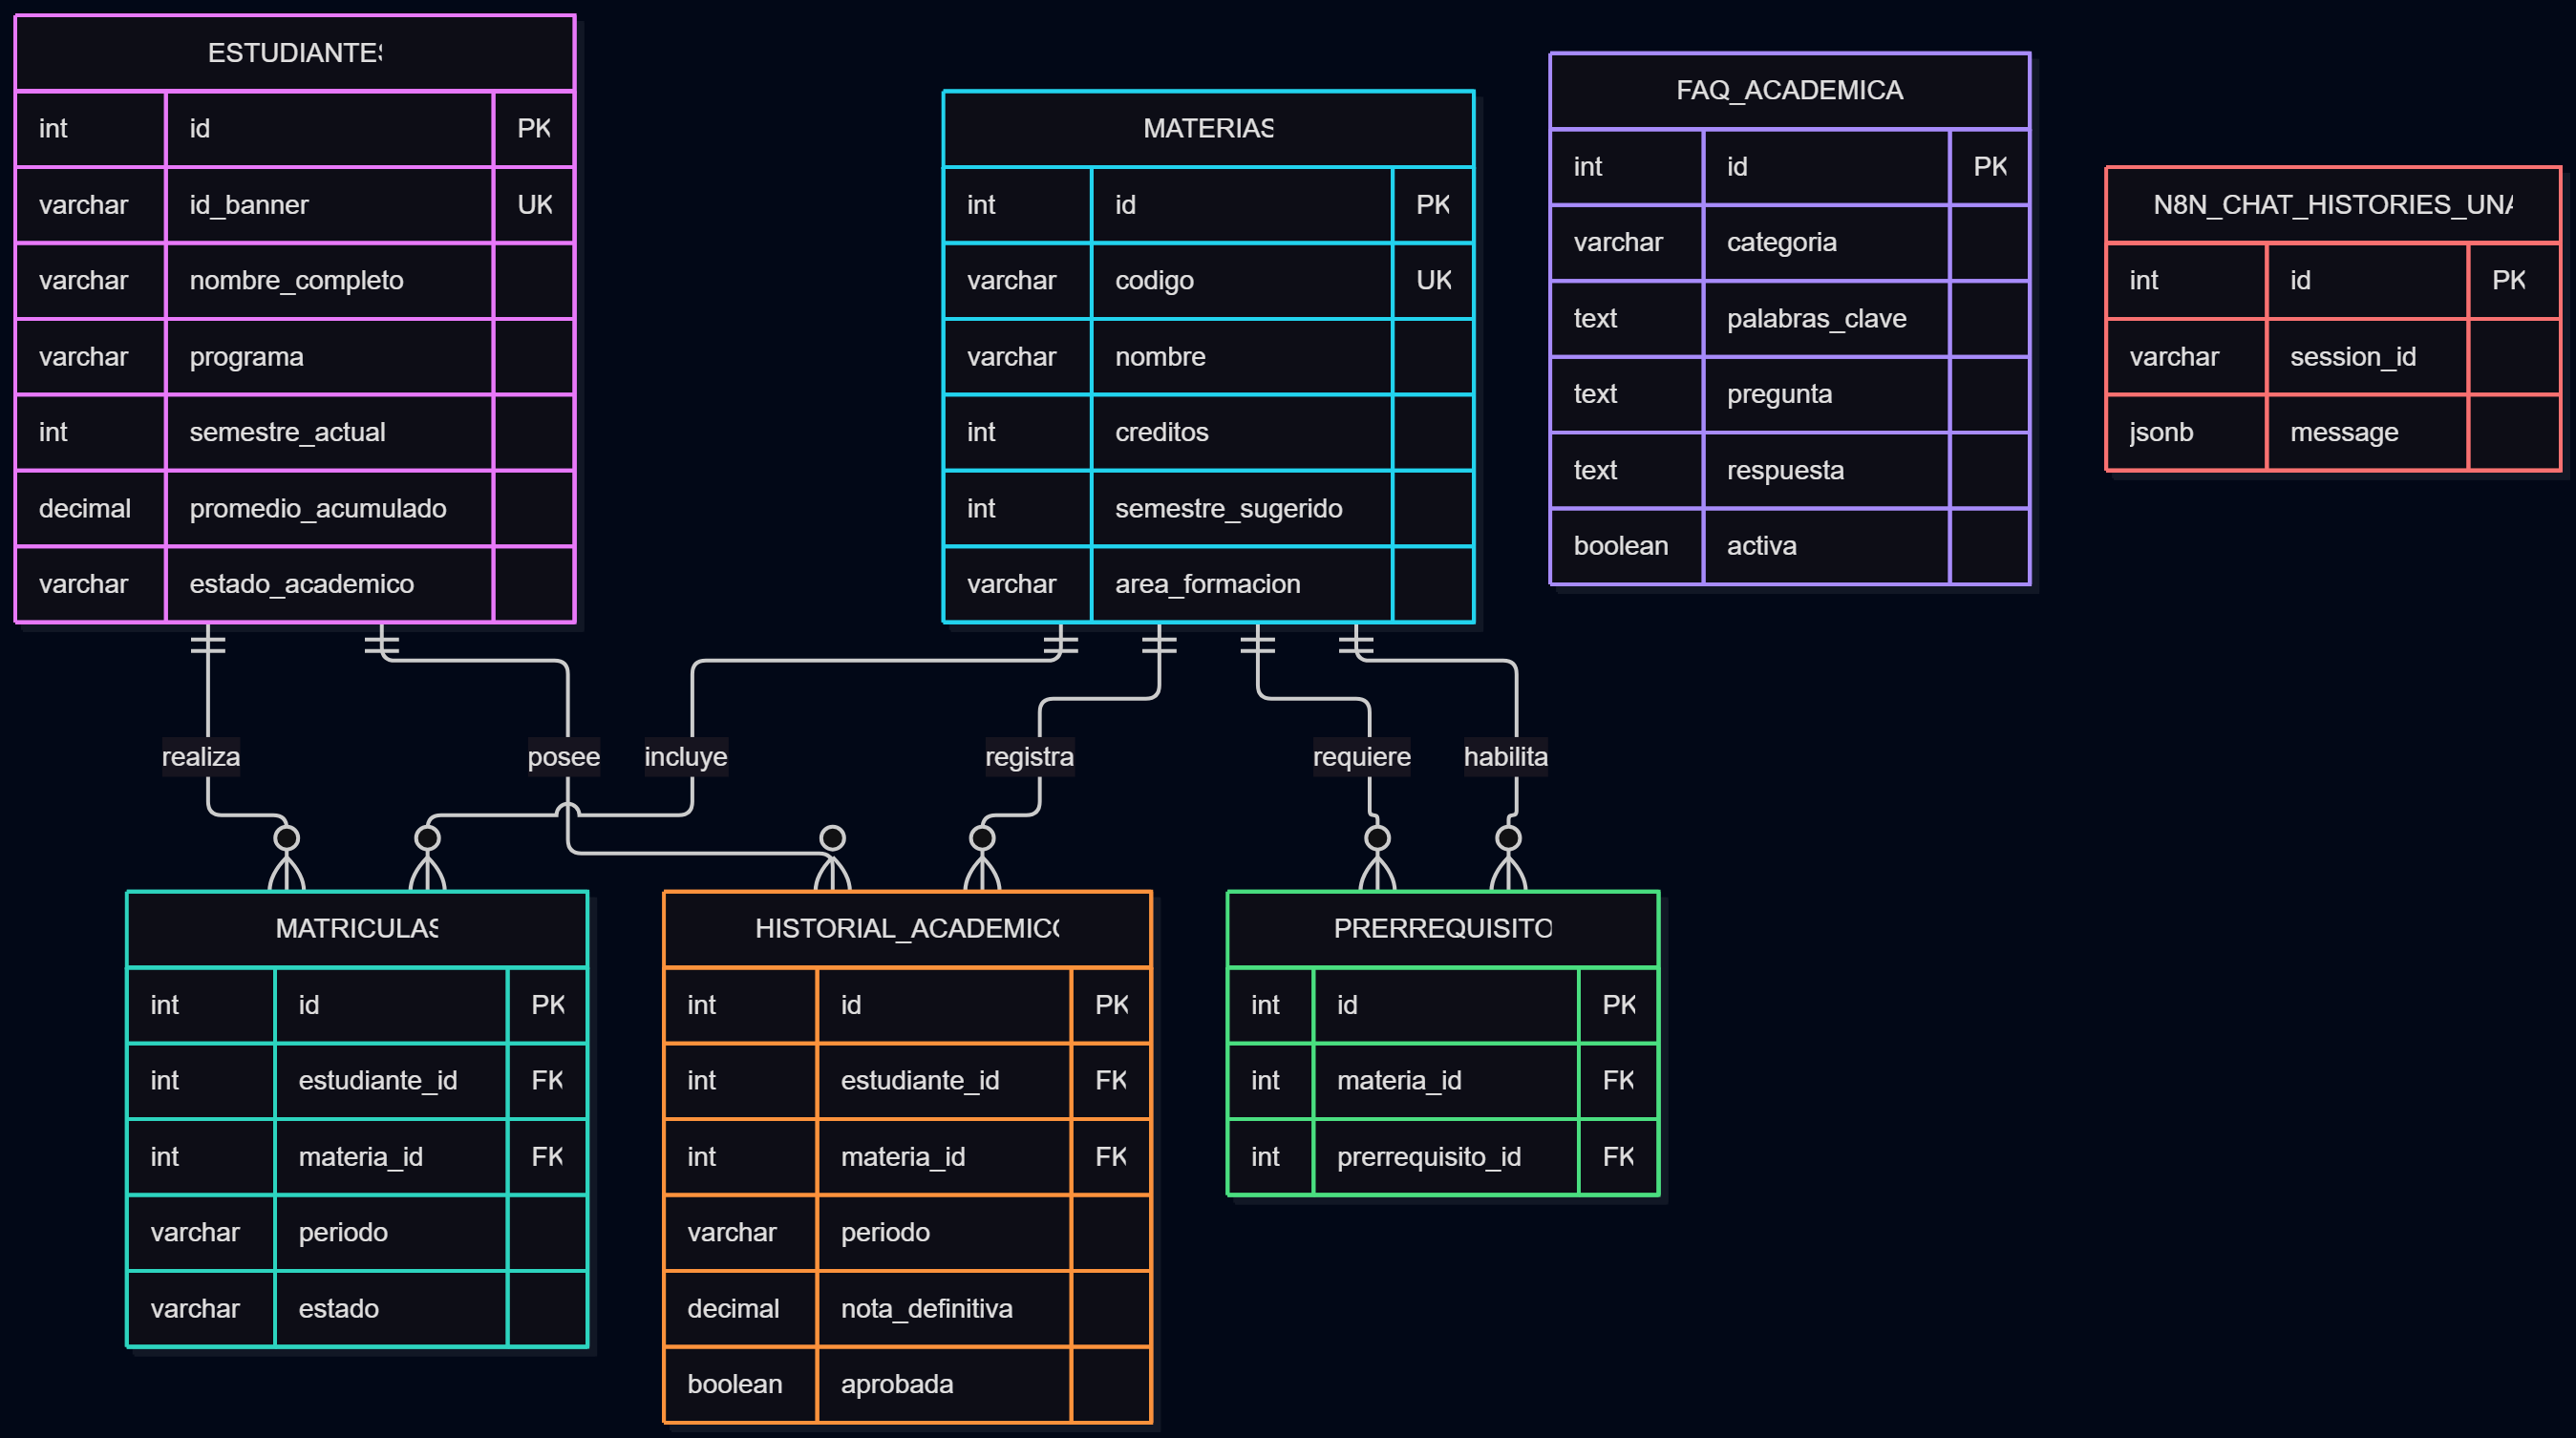 ESTUDIANTES
int id PK
varchar id_banner UK
varchar nombre_completo
varchar programa
int semestre_actual
decimal promedio_acumulado
varchar estado_academico
MATERIAS
int id PK
varchar codigo UK
varchar nombre
int creditos
int semestre_sugerido
varchar area_formacion
FAQ_ACADEMICA
int id PK
varchar categoria
text palabras_clave
text pregunta
text respuesta
boolean activa
N8N_CHAT_HISTORIES_UNA
int id PK
varchar session_id
jsonb message
realiza
posee
incluye
registra
requiere
habilita
MATRICULAS
int id PK
int estudiante_id FK
int materia_id FK
varchar periodo
varchar estado
HISTORIAL_ACADEMICO
int id PK
int estudiante_id FK
int materia_id FK
varchar periodo
decimal nota_definitiva
boolean aprobada
PRERREQUISITO
int id PK
int materia_id FK
int prerrequisito_id FK